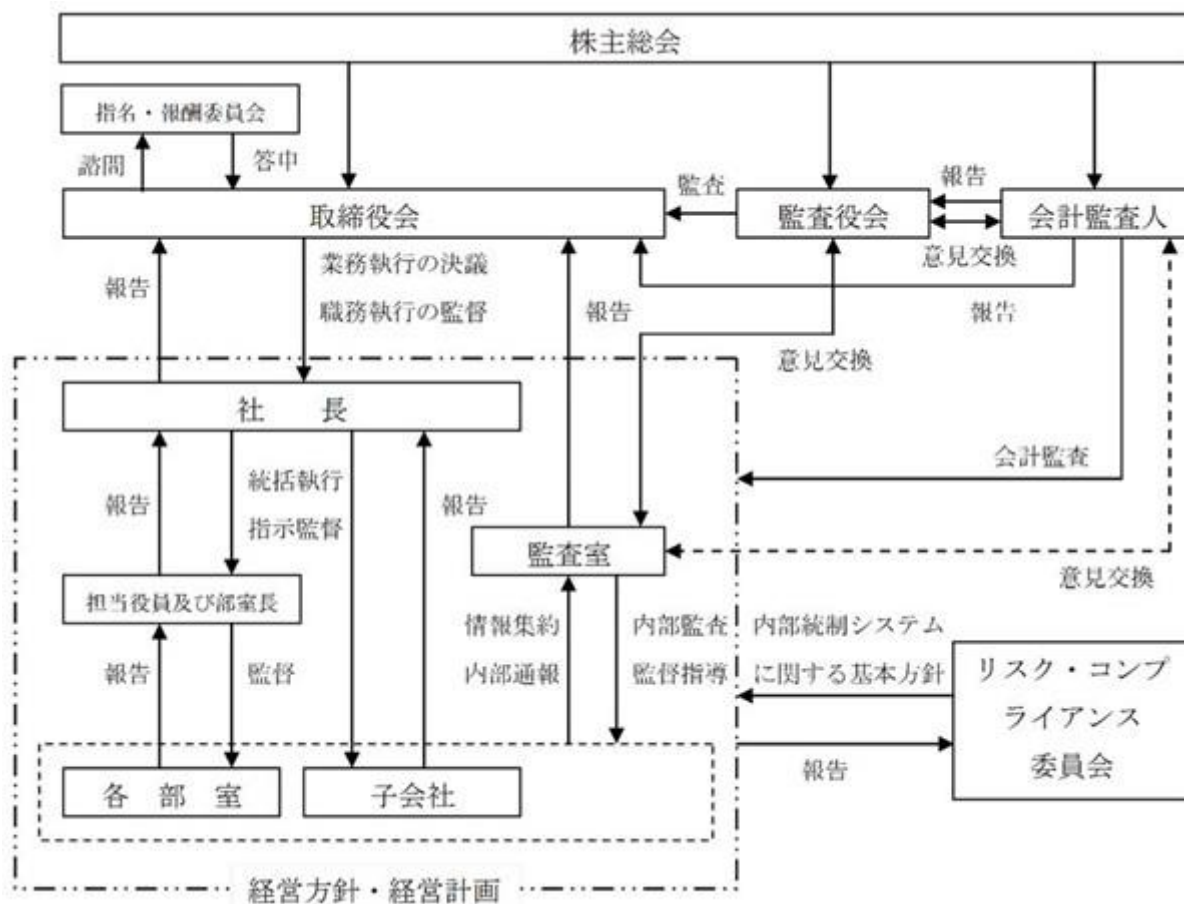 株主総会
指名・報酬委員会
諮問
答申
監査
報告
取締役会
監査役会
会計監査人
意見交換
業務執行の決議
報告
職務執行の監督
報告
報告
意見交換
社　　長
会計監査
統括執行
報告
報告
指示監督
監査室
意見交換
担当役員及び部室長
情報集約
内部監査
内部統制システム
報告
監督
内部通報
監督指導
に関する基本方針
リスク・コンプ
ライアンス
委員会
報告
各　部　室
子会社
経営方針・経営計画